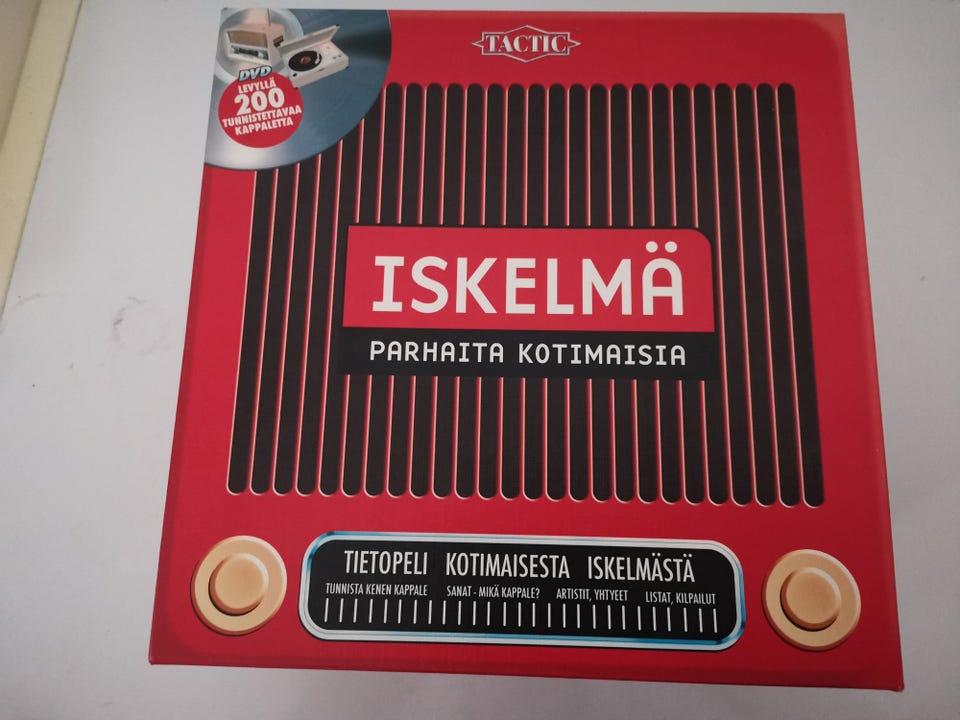 TACTIC
DVD
LEVYLLÄ
200
TUNNISTETTAVAA
KAPPALETTA
ISKELMÄ
PARHAITA KOTIMAISIA
TIETOPELI KOTIMAISESTA ISKELMÄSTÄ
TUNNISTA KENEN KAPPALE SANAT - MIKÄ KAPPALE? ARTISTIT, YHTYEET LISTAT, KILPAILUT